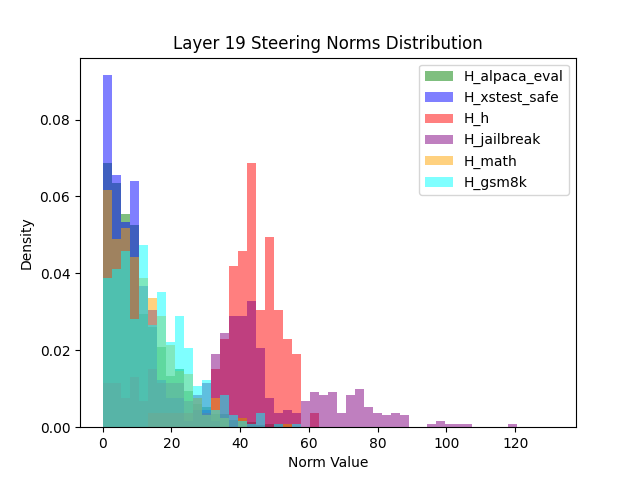 Layer 19 Steering Norms Distribution
H_alpaca_eval
H_xstest_safe
H_h
H_jailbreak
H_math
H_gsm8k
Density
0.08
0.06
0.04
0.02
0.00
0 20 40 60 80 100 120
Norm Value